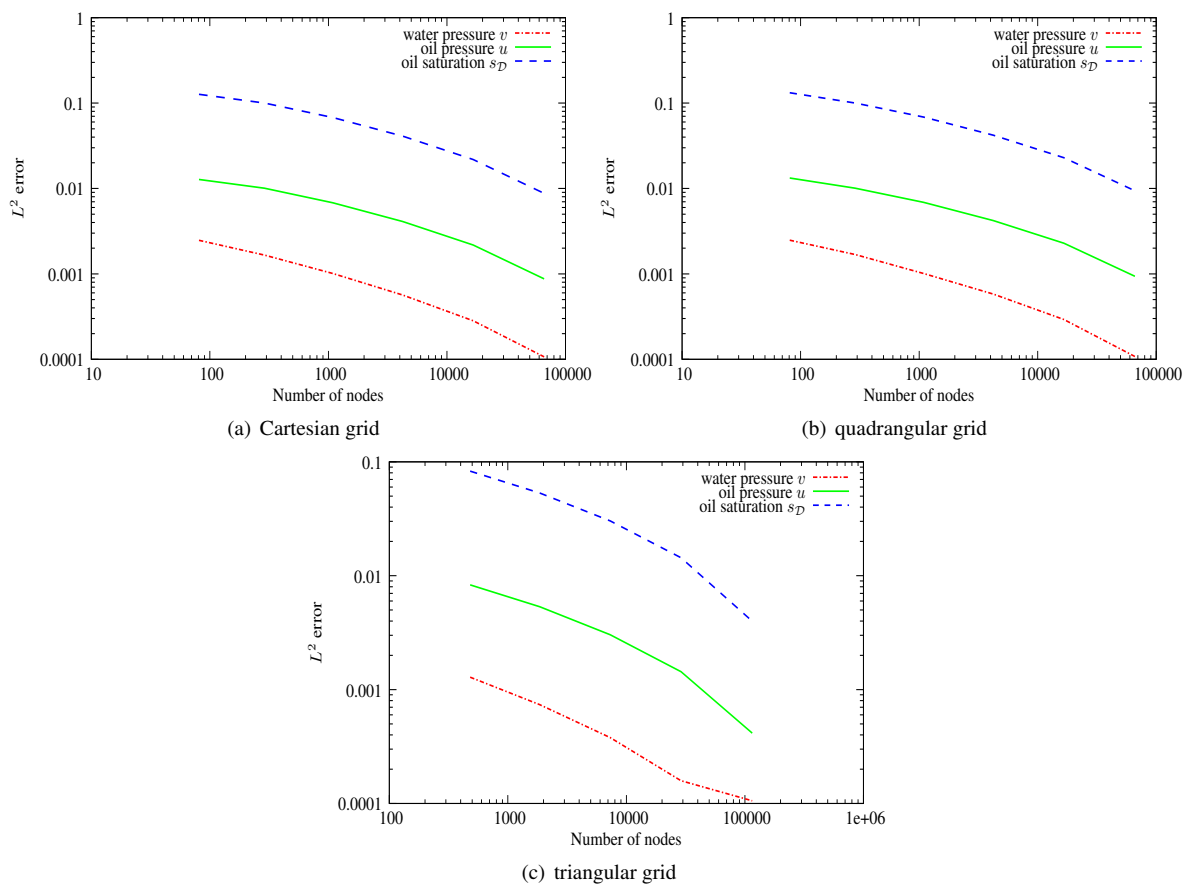 1
0.1
0.01
0.001
0.0001
10
100
1000
10000
100000
L² error
Number of nodes
water pressure v
oil pressure u
oil saturation s𝒟
(a) Cartesian grid
1
0.1
0.01
0.001
0.0001
10
100
1000
10000
100000
L² error
Number of nodes
water pressure v
oil pressure u
oil saturation s𝒟
(b) quadrangular grid
0.1
0.01
0.001
0.0001
100
1000
10000
100000
1e+06
L² error
Number of nodes
water pressure v
oil pressure u
oil saturation s𝒟
(c) triangular grid